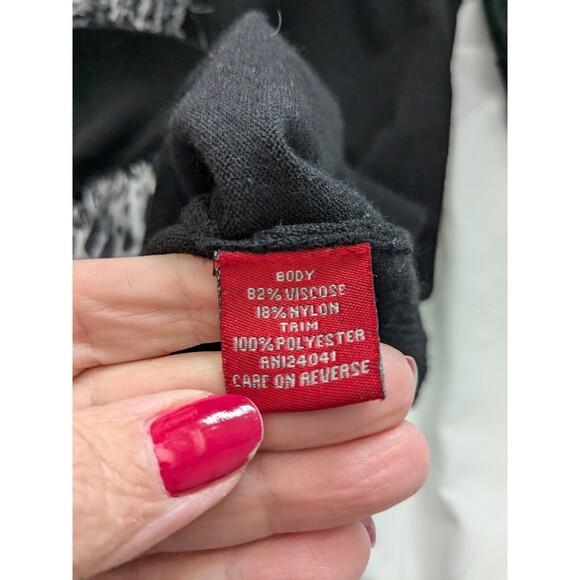 BODY
82% VISCOSE
18% NYLON
TRIM
100% POLYESTER
RN124041
CARE ON REVERSE